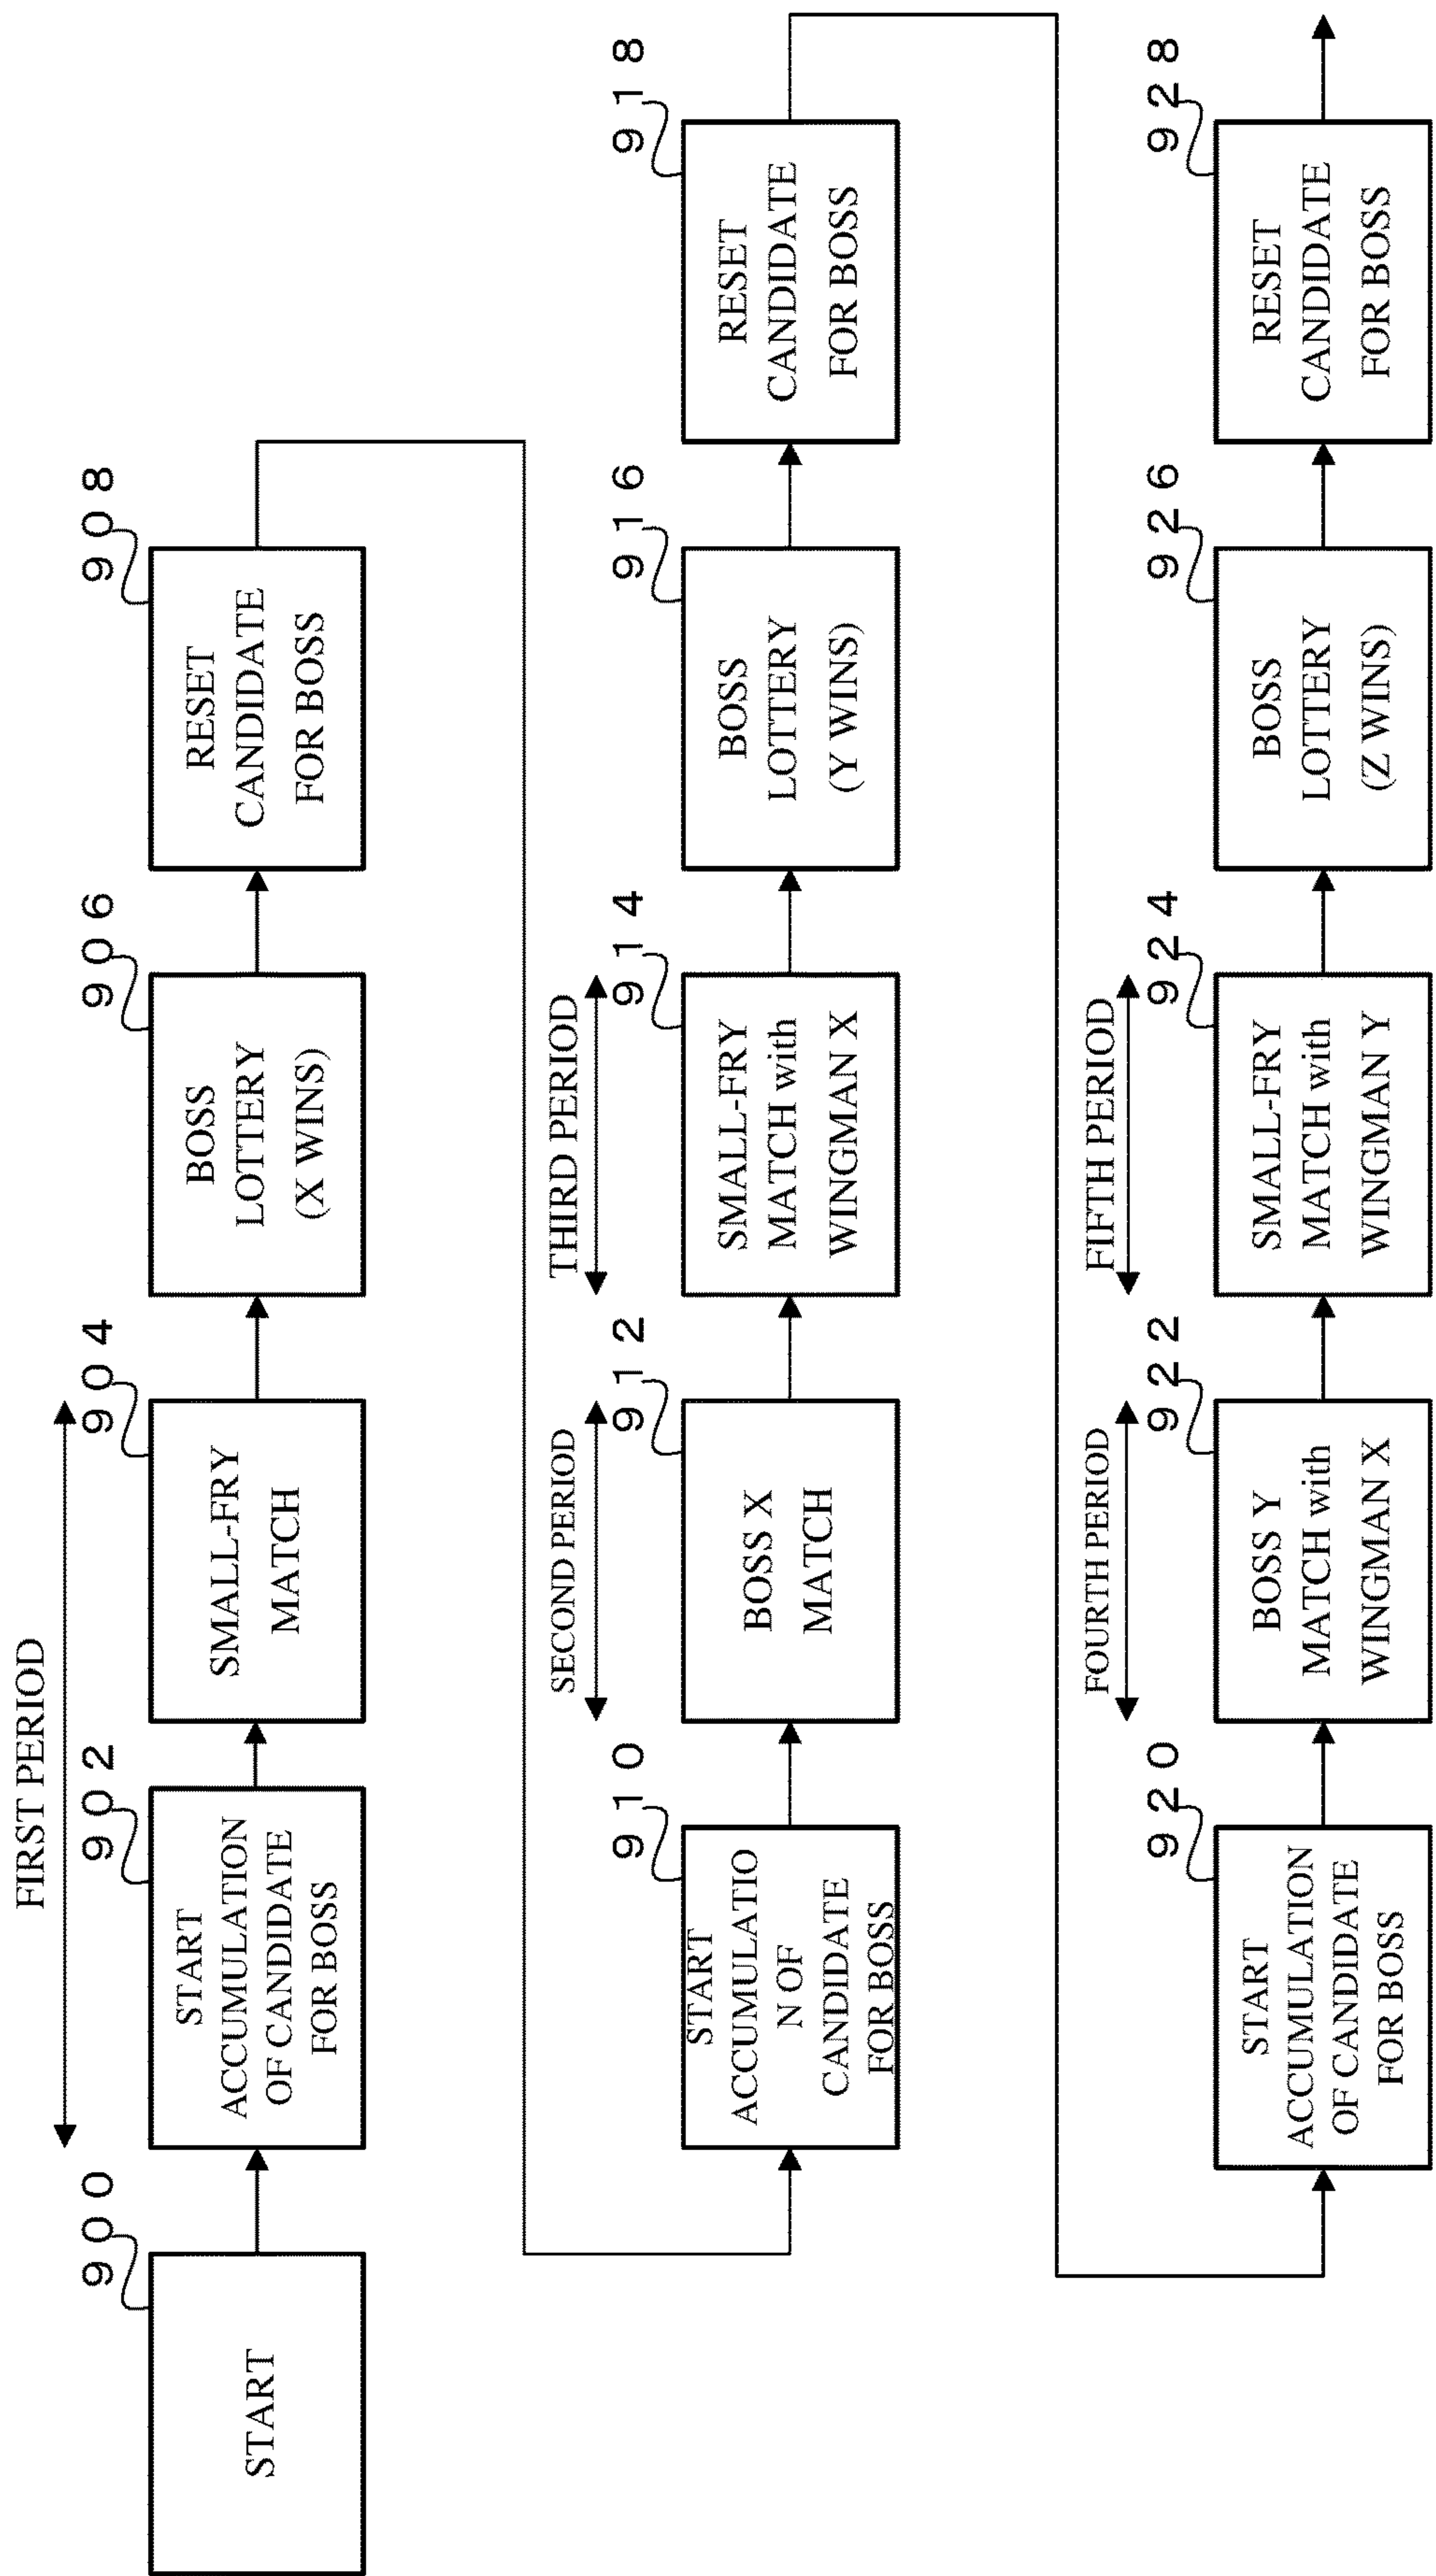 FIRST PERIOD
９００
START
９０２
START
ACCUMULATION
OF CANDIDATE
FOR BOSS
９０４
SMALL-FRY
MATCH
９０６
BOSS
LOTTERY
(X WINS)
９０８
RESET
CANDIDATE
FOR BOSS
SECOND PERIOD
THIRD PERIOD
９１０
START
ACCUMULATIO
N OF
CANDIDATE
FOR BOSS
９１２
BOSS X
MATCH
９１４
SMALL-FRY
MATCH with
WINGMAN X
９１６
BOSS
LOTTERY
(Y WINS)
９１８
RESET
CANDIDATE
FOR BOSS
FOURTH PERIOD
FIFTH PERIOD
９２０
START
ACCUMULATION
OF CANDIDATE
FOR BOSS
９２２
BOSS Y
MATCH with
WINGMAN X
９２４
SMALL-FRY
MATCH with
WINGMAN Y
９２６
BOSS
LOTTERY
(Z WINS)
９２８
RESET
CANDIDATE
FOR BOSS